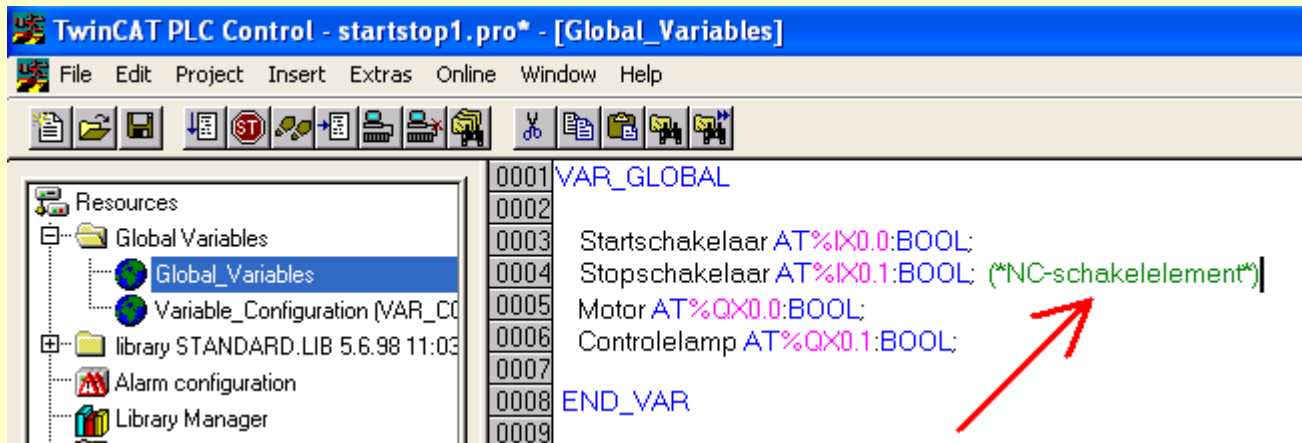 TwinCAT PLC Control - startstop1.pro* - [Global_Variables]
File Edit Project Insert Extras Online Window Help
ST
Resources
Global Variables
Global_Variables
Variable_Configuration (VAR_CO
library STANDARD.LIB 5.6.98 11:03
Alarm configuration
Library Manager
0001 VAR_GLOBAL
0002
0003 Startschakelaar AT%IX0.0:BOOL;
0004 Stopschakelaar AT%IX0.1:BOOL; (*NC-schakelelement*)
0005 Motor AT%QX0.0:BOOL;
0006 Controlelamp AT%QX0.1:BOOL;
0007
0008 END_VAR
0009